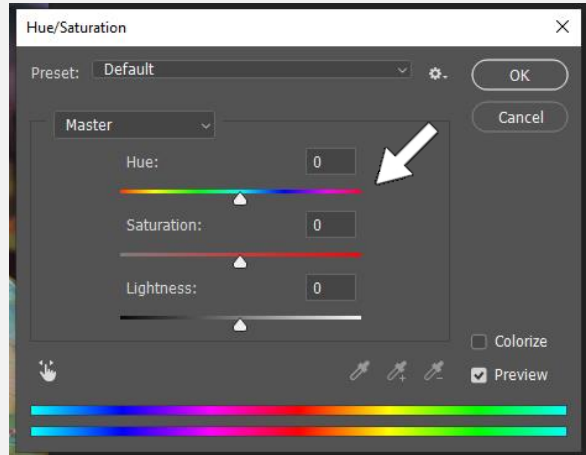 Hue/Saturation
Preset: Default
OK
Cancel
Master
Hue: 0
Saturation: 0
Lightness: 0
Colorize
Preview